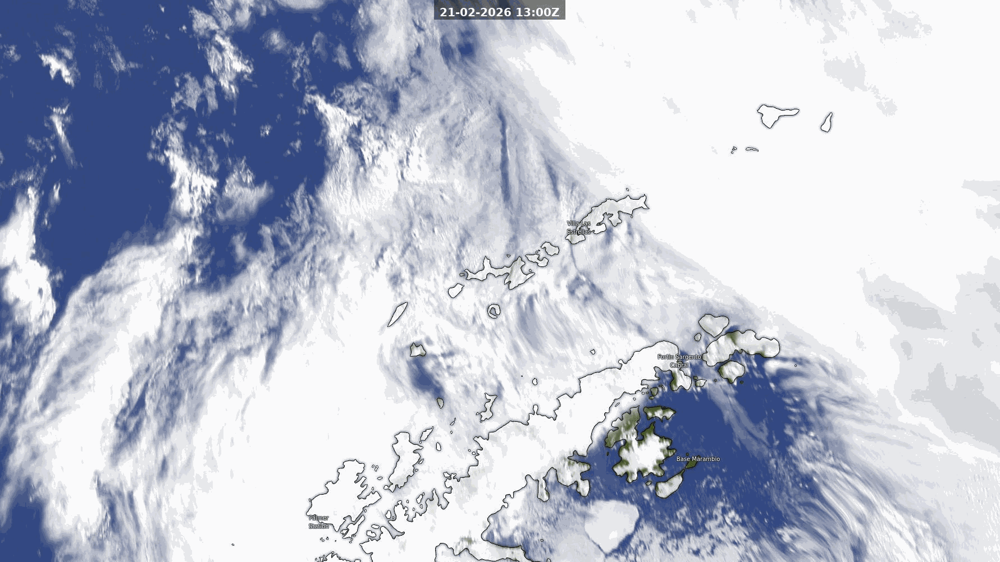 21-02-2026 13:00Z
Villa Las
Estrellas
Fortín Sargento
Cabral
Base Marambio
Palmer
Station